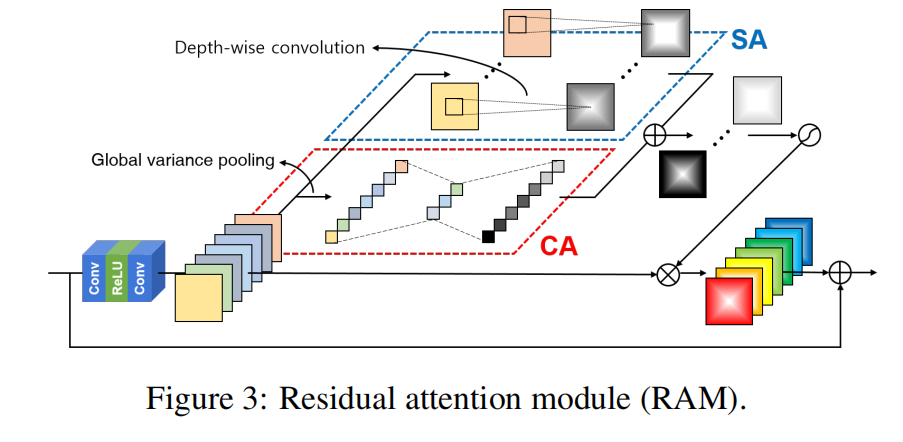 Depth-wise convolution
SA
Global variance pooling
CA
Conv
ReLU
Conv
Figure 3: Residual attention module (RAM).